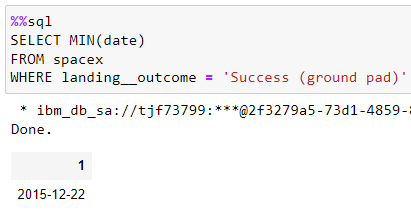 %%sql
SELECT MIN(date)
FROM spacex
WHERE landing__outcome = 'Success (ground pad)'
* ibm_db_sa://tjf73799:***@2f3279a5-73d1-4859-
Done.
1
2015-12-22